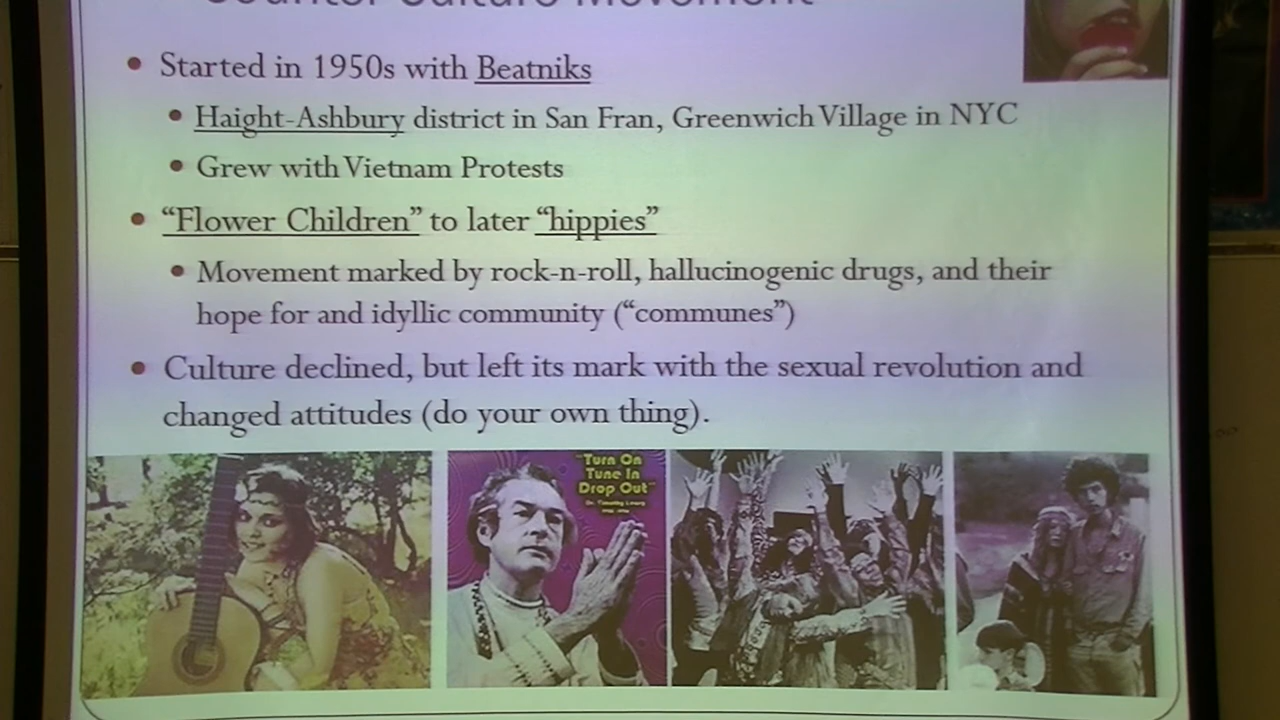 Counter Culture Movement
Started in 1950s with Beatniks
Haight-Ashbury district in San Fran, Greenwich Village in NYC
Grew with Vietnam Protests
“Flower Children” to later “hippies”
Movement marked by rock-n-roll, hallucinogenic drugs, and their
hope for and idyllic community (“communes”)
Culture declined, but left its mark with the sexual revolution and
changed attitudes (do your own thing).
"Turn On
Tune In
Drop Out"
Dr. Timothy Leary